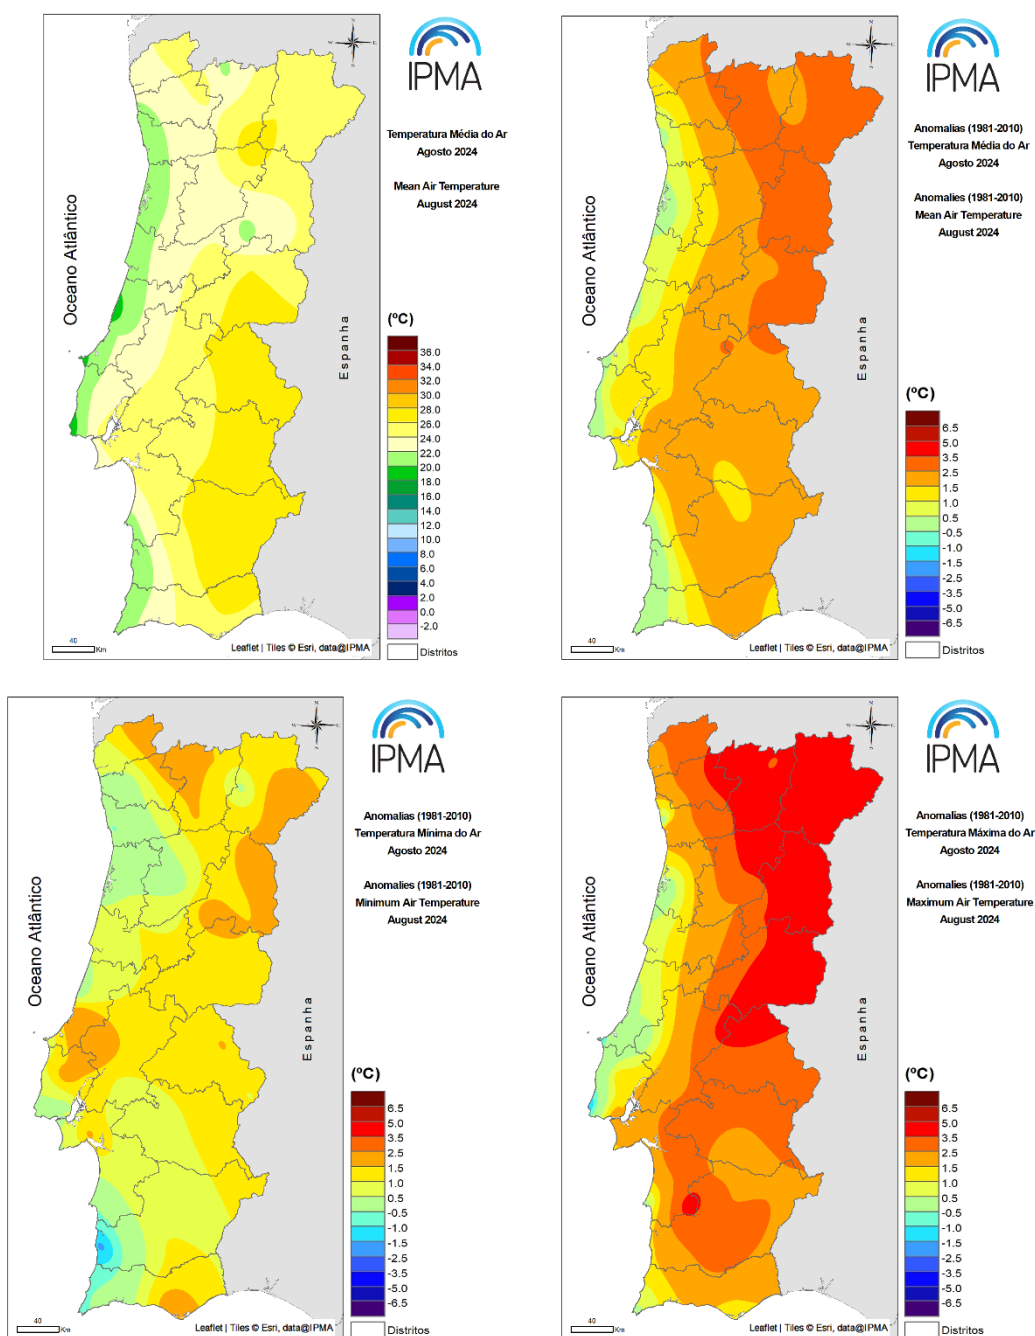 IPMA
Temperatura Média do Ar
Agosto 2024
Mean Air Temperature
August 2024
Oceano Atlântico
Espanha
(ºC)
36.0
34.0
32.0
30.0
28.0
26.0
24.0
22.0
20.0
18.0
16.0
14.0
12.0
10.0
8.0
6.0
4.0
2.0
0.0
-2.0
Distritos
40
Km
Leaflet | Tiles © Esri, data@IPMA
IPMA
Anomalias (1981-2010)
Temperatura Média do Ar
Agosto 2024
Anomalies (1981-2010)
Mean Air Temperature
August 2024
Oceano Atlântico
Espanha
(ºC)
6.5
5.0
3.5
2.5
1.5
1.0
0.5
-1.0
-1.5
-2.5
-3.5
-5.0
-6.5
Distritos
40
Km
Leaflet | Tiles © Esri, data@IPMA
IPMA
Anomalias (1981-2010)
Temperatura Mínima do Ar
Agosto 2024
Anomalies (1981-2010)
Minimum Air Temperature
August 2024
Oceano Atlântico
Espanha
(ºC)
6.5
5.0
3.5
2.5
1.5
1.0
0.5
-1.0
-1.5
-2.5
-3.5
-5.0
-6.5
Distritos
40
Km
Leaflet | Tiles © Esri, data@IPMA
IPMA
Anomalias (1981-2010)
Temperatura Máxima do Ar
Agosto 2024
Anomalies (1981-2010)
Maximum Air Temperature
August 2024
Oceano Atlântico
Espanha
(ºC)
6.5
5.0
3.5
2.5
1.5
1.0
0.5
-1.0
-1.5
-2.5
-3.5
-5.0
-6.5
Distritos
40
Km
Leaflet | Tiles © Esri, data@IPMA